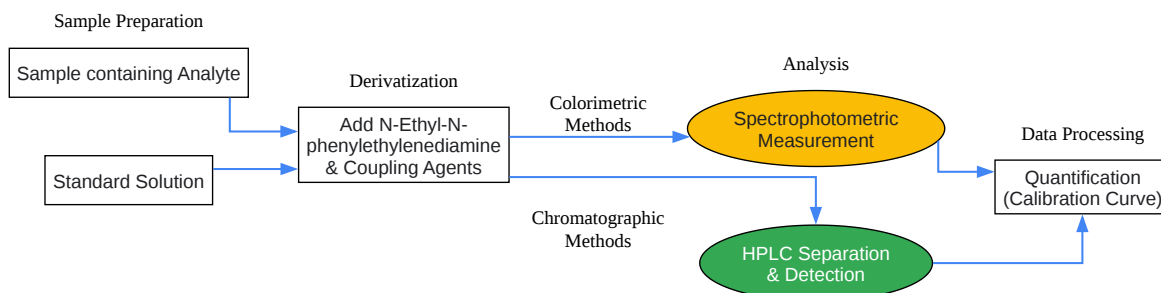 Sample Preparation
Sample containing Analyte
Standard Solution
Derivatization
Add N-Ethyl-N-
phenylethylenediamine
& Coupling Agents
Colorimetric
Methods
Chromatographic
Methods
Analysis
Spectrophotometric
Measurement
HPLC Separation
& Detection
Data Processing
Quantification
(Calibration Curve)